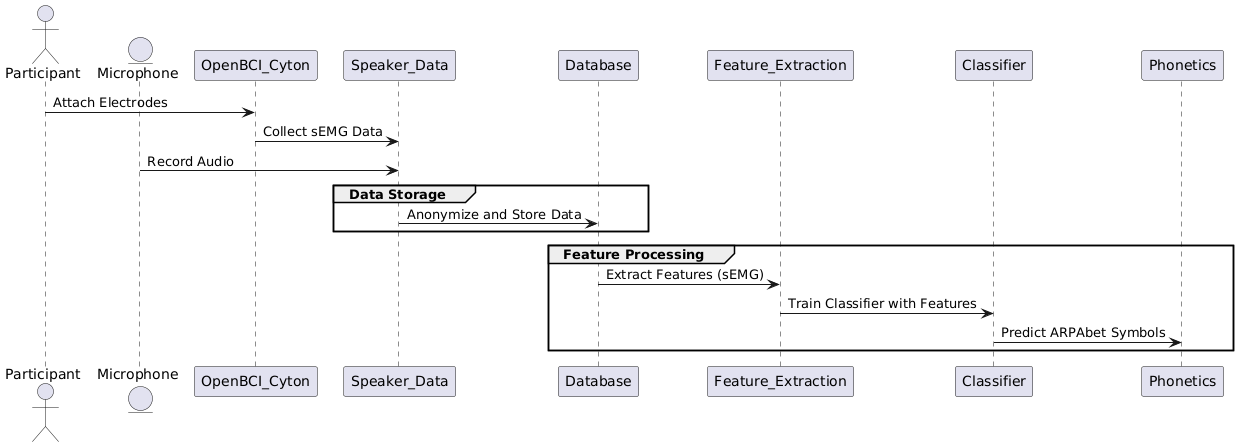 Participant
Microphone
OpenBCI_Cyton
Speaker_Data
Database
Feature_Extraction
Classifier
Phonetics
Attach Electrodes
Collect sEMG Data
Record Audio
Data Storage
Anonymize and Store Data
Feature Processing
Extract Features (sEMG)
Train Classifier with Features
Predict ARPAbet Symbols
Participant
Microphone
OpenBCI_Cyton
Speaker_Data
Database
Feature_Extraction
Classifier
Phonetics